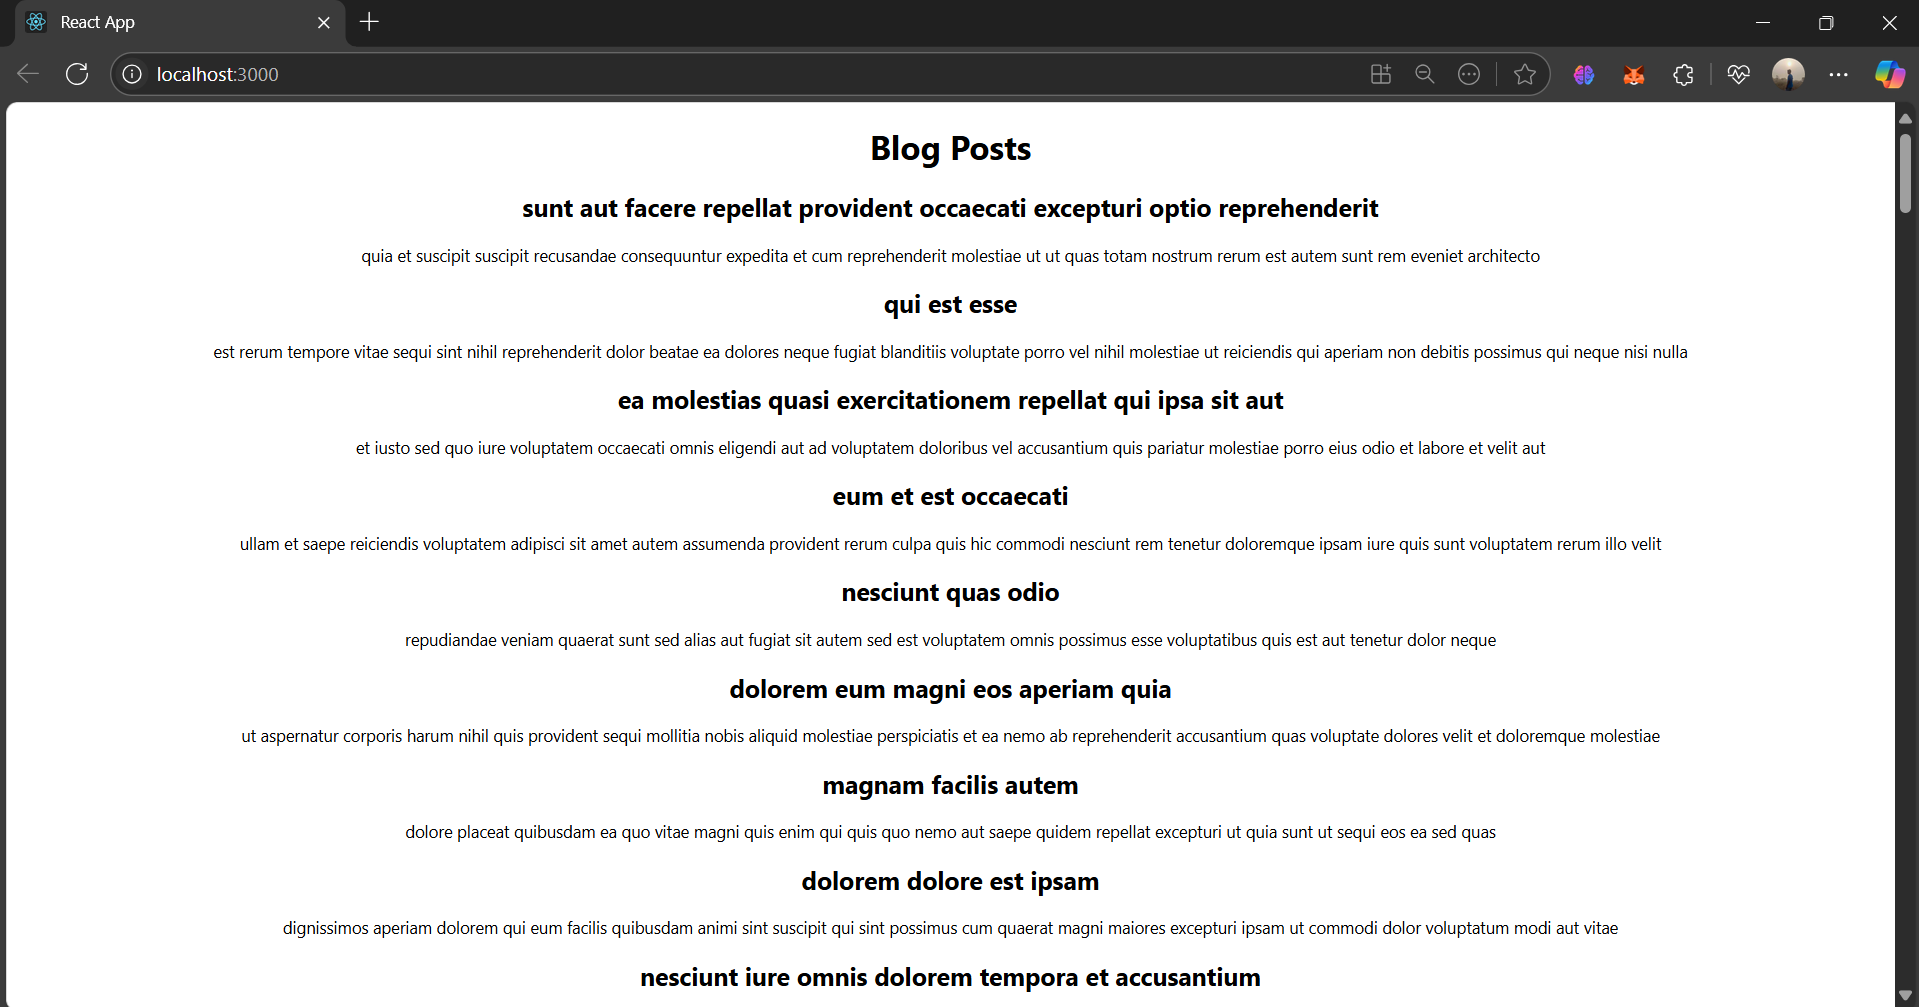 React App
localhost:3000
Blog Posts
sunt aut facere repellat provident occaecati excepturi optio reprehenderit
quia et suscipit suscipit recusandae consequuntur expedita et cum reprehenderit molestiae ut ut quas totam nostrum rerum est autem sunt rem eveniet architecto
qui est esse
est rerum tempore vitae sequi sint nihil reprehenderit dolor beatae ea dolores neque fugiat blanditiis voluptate porro vel nihil molestiae ut reiciendis qui aperiam non debitis possimus qui neque nisi nulla
ea molestias quasi exercitationem repellat qui ipsa sit aut
et iusto sed quo iure voluptatem occaecati omnis eligendi aut ad voluptatem doloribus vel accusantium quis pariatur molestiae porro eius odio et labore et velit aut
eum et est occaecati
ullam et saepe reiciendis voluptatem adipisci sit amet autem assumenda provident rerum culpa quis hic commodi nesciunt rem tenetur doloremque ipsam iure quis sunt voluptatem rerum illo velit
nesciunt quas odio
repudiandae veniam quaerat sunt sed alias aut fugiat sit autem sed est voluptatem omnis possimus esse voluptatibus quis est aut tenetur dolor neque
dolorem eum magni eos aperiam quia
ut aspernatur corporis harum nihil quis provident sequi mollitia nobis aliquid molestiae perspiciatis et ea nemo ab reprehenderit accusantium quas voluptate dolores velit et doloremque molestiae
magnam facilis autem
dolore placeat quibusdam ea quo vitae magni quis enim qui quis quo nemo aut saepe quidem repellat excepturi ut quia sunt ut sequi eos ea sed quas
dolorem dolore est ipsam
dignissimos aperiam dolorem qui eum facilis quibusdam animi sint suscipit qui sint possimus cum quaerat magni maiores excepturi ipsam ut commodi dolor voluptatum modi aut vitae
nesciunt iure omnis dolorem tempora et accusantium